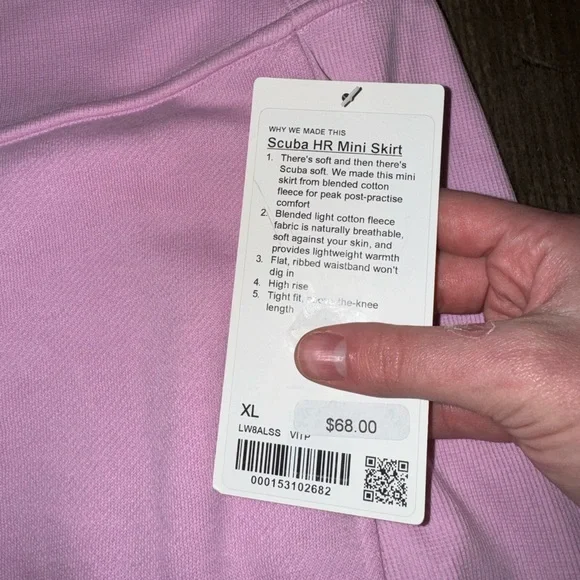 WHY WE MADE THIS
Scuba HR Mini Skirt
1. There's soft and then there's
Scuba soft. We made this mini
skirt from blended cotton
fleece for peak post-practise
comfort
2. Blended light cotton fleece
fabric is naturally breathable,
soft against your skin, and
provides lightweight warmth
3. Flat, ribbed waistband won't
dig in
4. High rise
5. Tight fit, the-knee
length
XL
$68.00
LW8ALSS VITP
000153102682